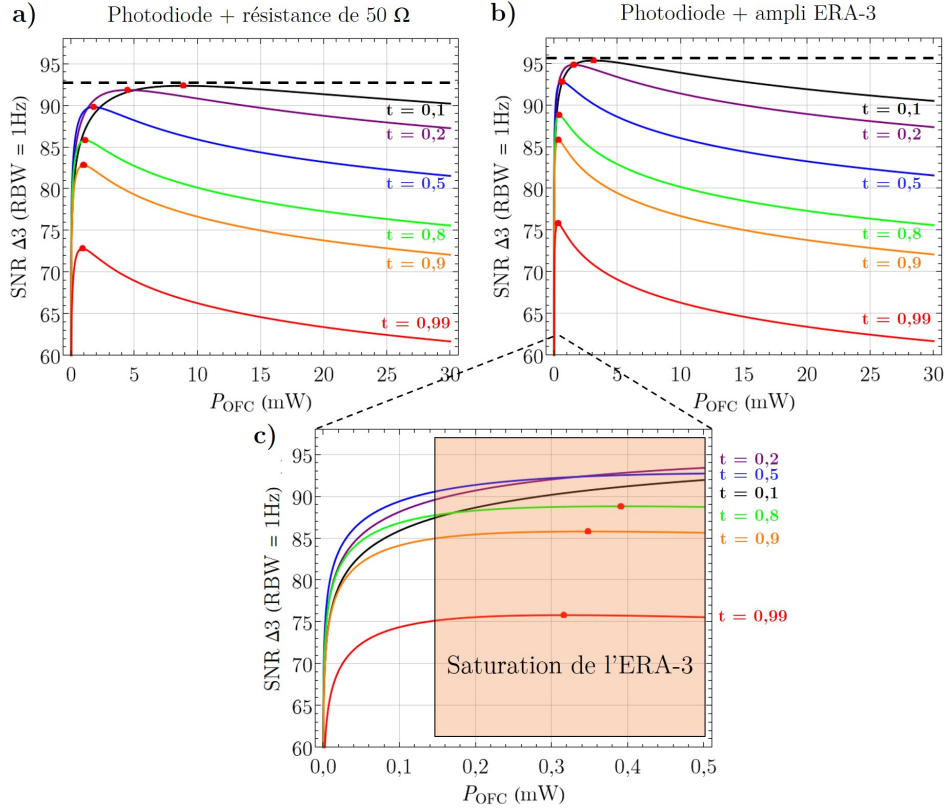 a) Photodiode + résistance de 50 Ω
b) Photodiode + ampli ERA-3
SNR Δ3 (RBW = 1Hz)
95
90
85
80
75
70
65
60
t = 0,1
t = 0,2
t = 0,5
t = 0,8
t = 0,9
t = 0,99
0 5 10 15 20 25 30
P_OFC (mW)
SNR Δ3 (RBW = 1Hz)
95
90
85
80
75
70
65
60
t = 0,1
t = 0,2
t = 0,5
t = 0,8
t = 0,9
t = 0,99
0 5 10 15 20 25 30
P_OFC (mW)
c)
SNR Δ3 (RBW = 1Hz)
95
90
85
80
75
70
65
60
t = 0,2
t = 0,5
t = 0,1
t = 0,8
t = 0,9
t = 0,99
Saturation de l'ERA-3
0,0 0,1 0,2 0,3 0,4 0,5
P_OFC (mW)